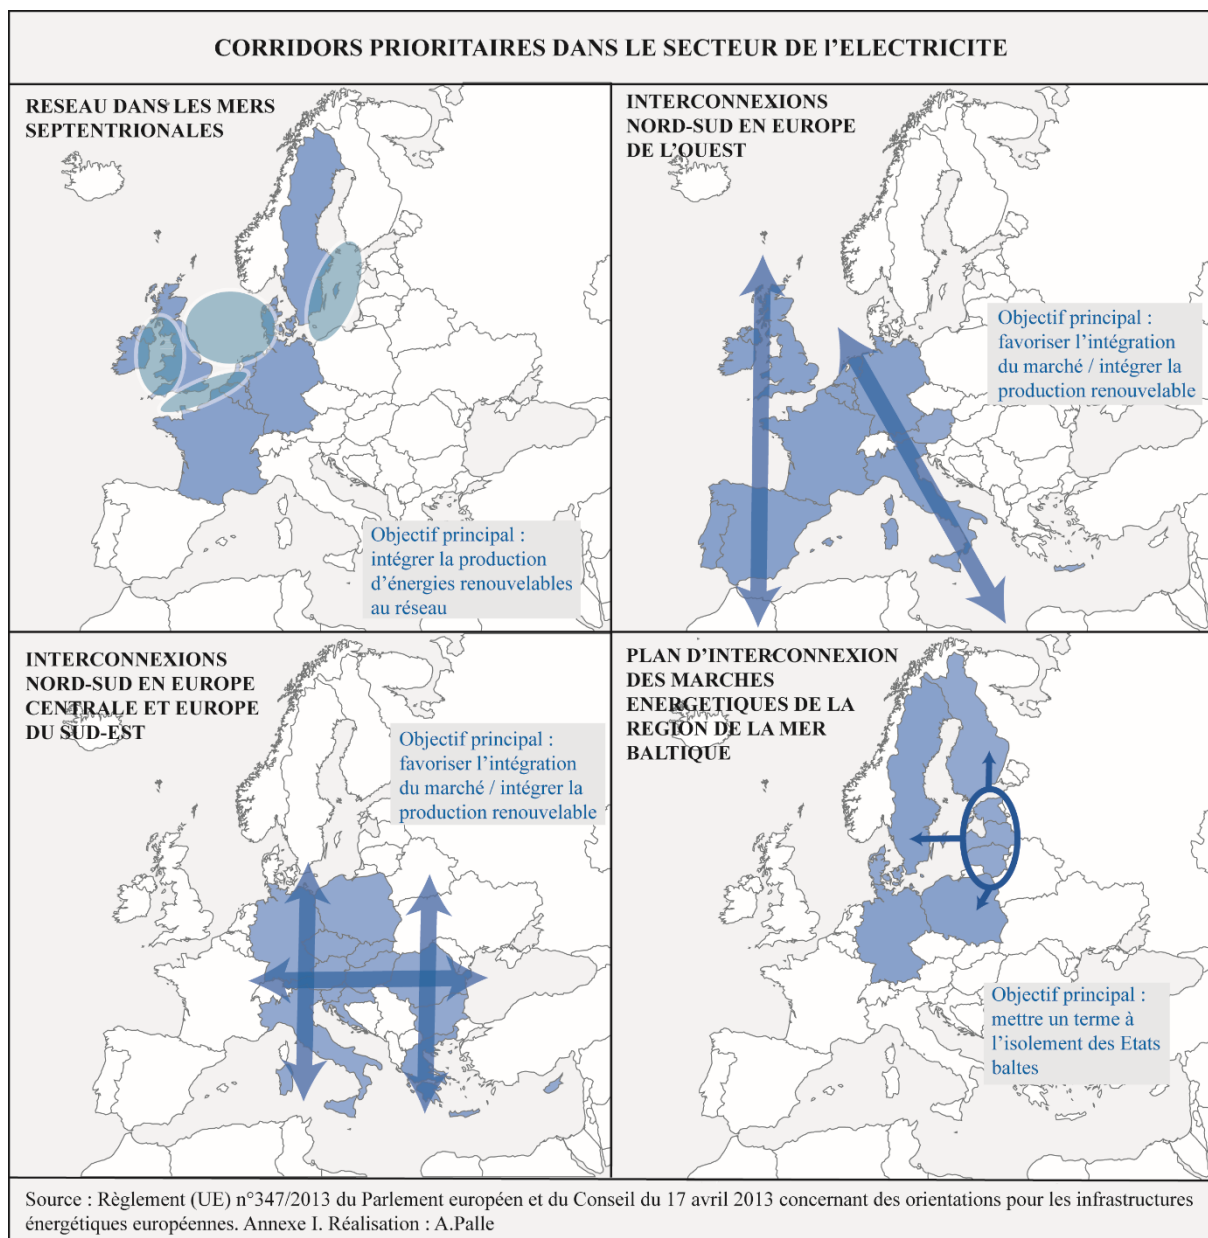 CORRIDORS PRIORITAIRES DANS LE SECTEUR DE l’ELECTRICITE
RESEAU DANS LES MERS
SEPTENTRIONALES
Objectif principal :
intégrer la production
d’énergies renouvelables
au réseau
INTERCONNEXIONS
NORD-SUD EN EUROPE
DE L’OUEST
Objectif principal :
favoriser l’intégration
du marché / intégrer la
production renouvelable
INTERCONNEXIONS
NORD-SUD EN EUROPE
CENTRALE ET EUROPE
DU SUD-EST
Objectif principal :
favoriser l’intégration
du marché / intégrer la
production renouvelable
PLAN D’INTERCONNEXION
DES MARCHES
ENERGETIQUES DE LA
REGION DE LA MER
BALTIQUE
Objectif principal :
mettre un terme à
l’isolement des Etats
baltes
Source : Règlement (UE) n°347/2013 du Parlement européen et du Conseil du 17 avril 2013 concernant des orientations pour les infrastructures
énergétiques européennes. Annexe I. Réalisation : A.Palle